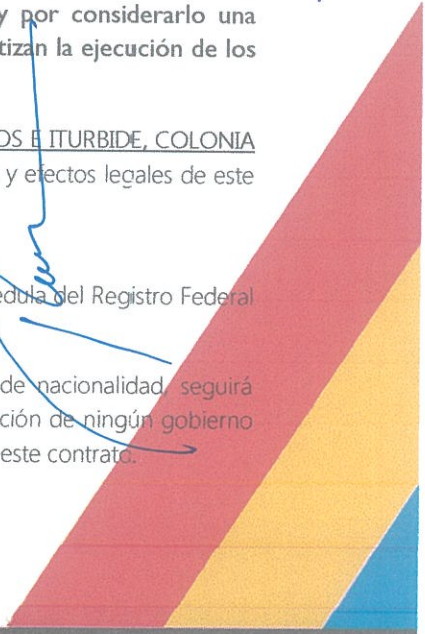 y por considerarlo una
tizan la ejecución de los
OS E ITURBIDE, COLONIA
y efectos legales de este
edula del Registro Federal
de nacionalidad, seguirá
ción de ningún gobierno
este contrato.